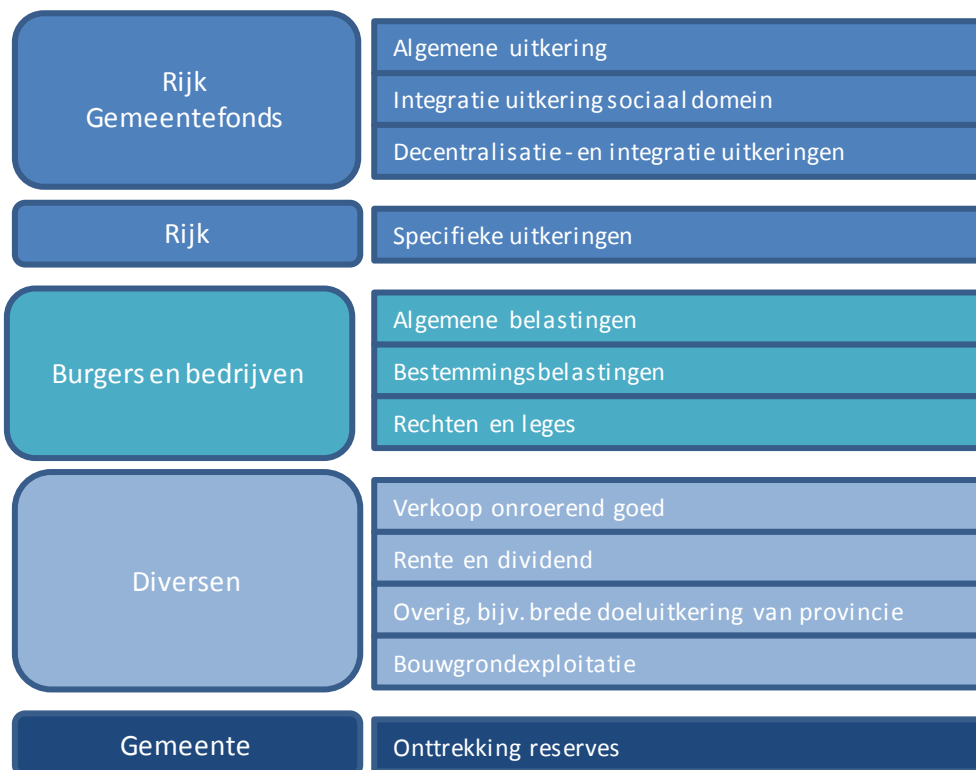 Rijk
Gemeentefonds
Algemene uitkering
Integratie uitkering sociaal domein
Decentralisatie- en integratie uitkeringen
Rijk
Specifieke uitkeringen
Burgers en bedrijven
Algemene belastingen
Bestemmingsbelastingen
Rechten en leges
Diversen
Verkoop onroerend goed
Rente en dividend
Overig, bijv. brede doeluitkering van provincie
Bouwgrondexploitatie
Gemeente
Onttrekking reserves